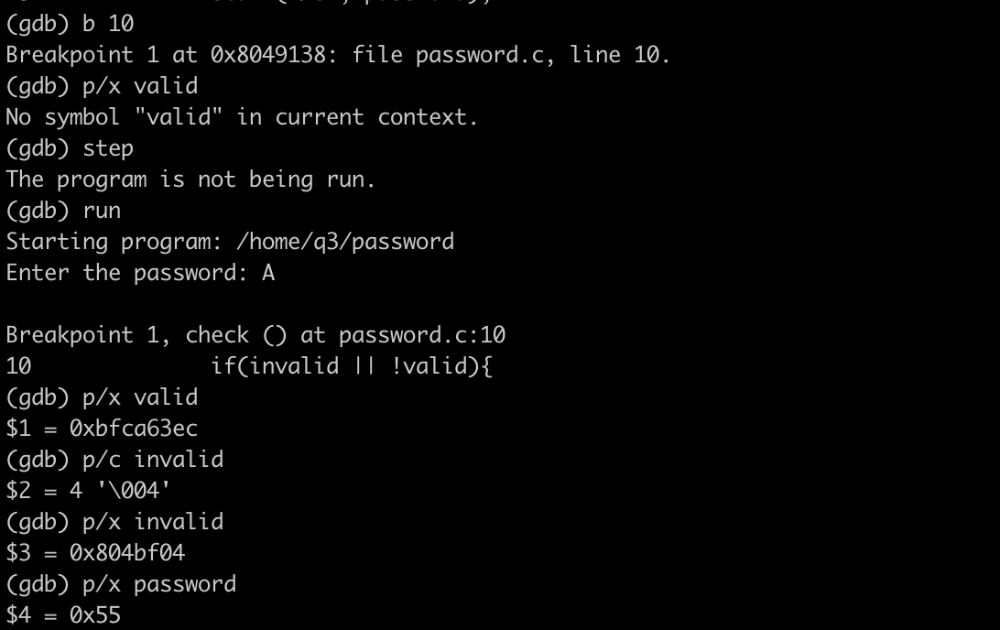 (gdb) b 10
Breakpoint 1 at 0x8049138: file password.c, line 10.
(gdb) p/x valid
No symbol "valid" in current context.
(gdb) step
The program is not being run.
(gdb) run
Starting program: /home/q3/password
Enter the password: A
Breakpoint 1, check () at password.c:10
10              if(invalid || !valid){
(gdb) p/x valid
$1 = 0xbfca63ec
(gdb) p/c invalid
$2 = 4 '\004'
(gdb) p/x invalid
$3 = 0x804bf04
(gdb) p/x password
$4 = 0x55